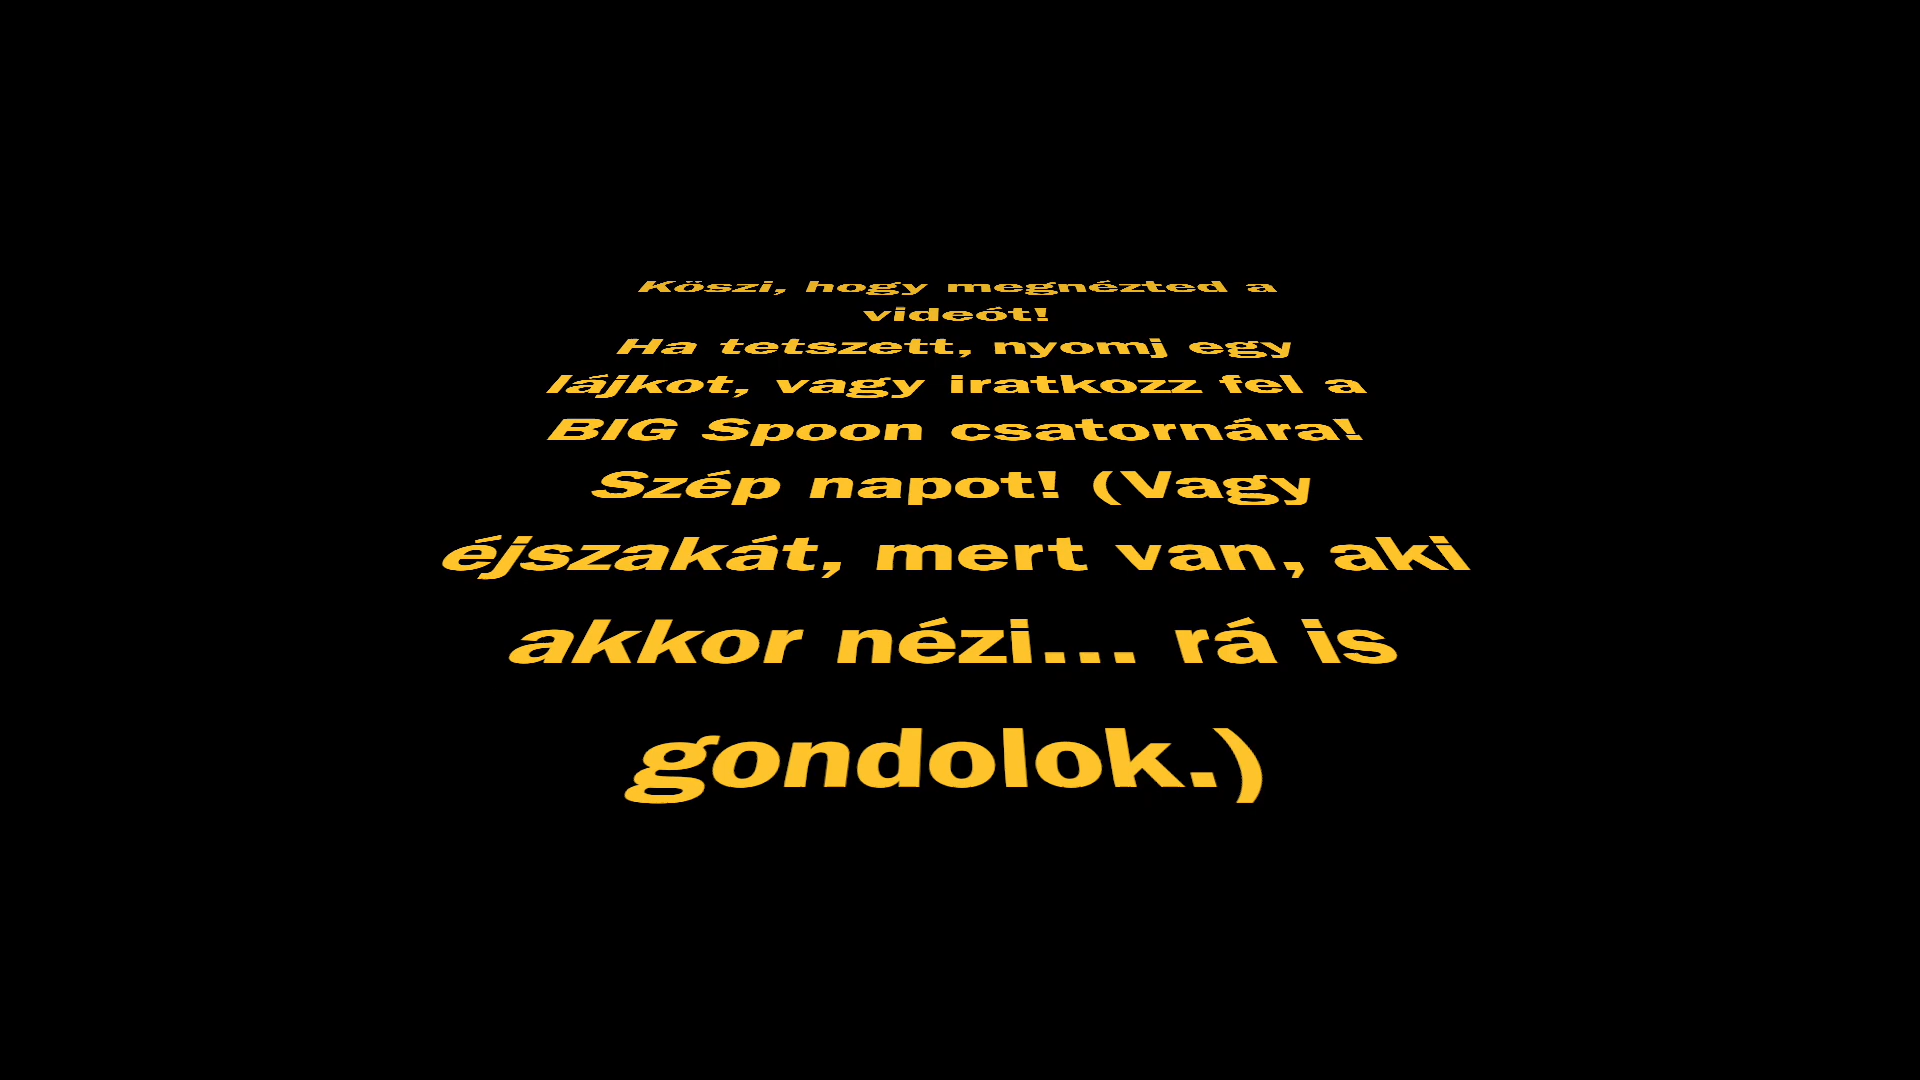 Köszi, hogy megnézted a
videót!
Ha tetszett, nyomj egy
lájkot, vagy iratkozz fel a
BIG Spoon csatornára!
Szép napot! (Vagy
éjszakát, mert van, aki
akkor nézi... rá is
gondolok.)